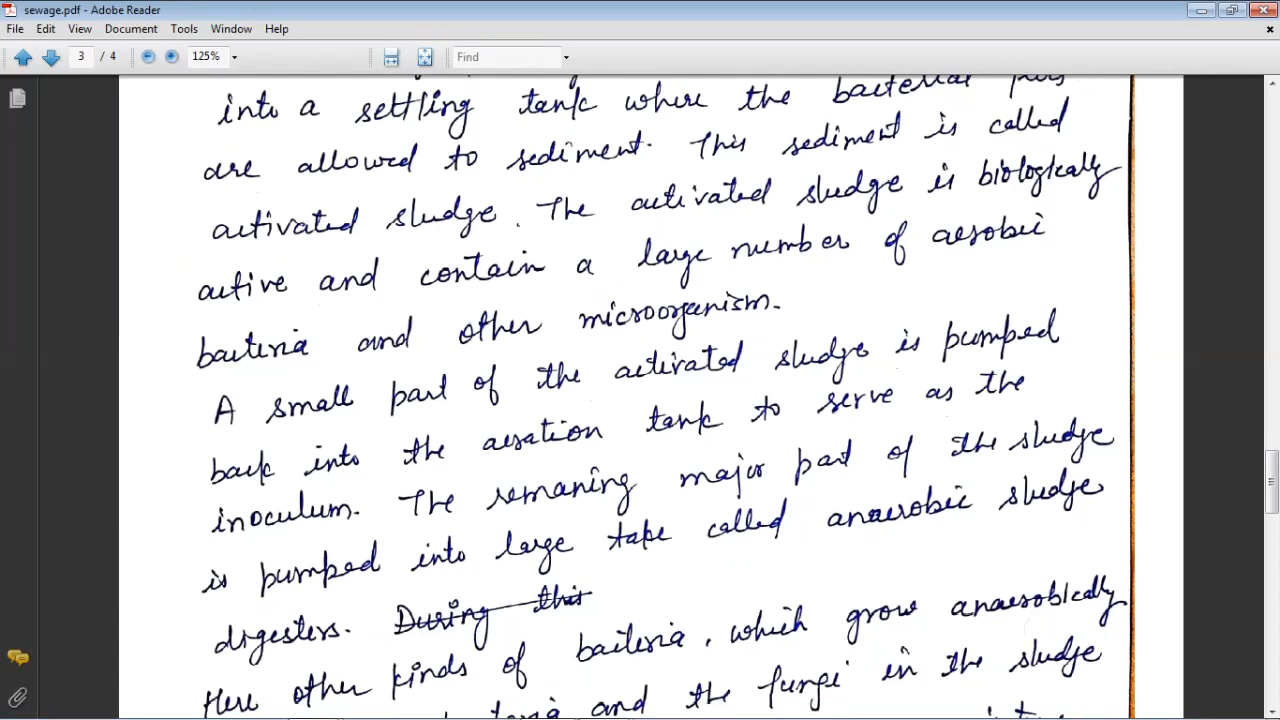 sewage.pdf - Adobe Reader
File Edit View Document Tools Window Help
3 / 4 125% Find
into a settling tank where the bacterial
are allowed to sediment. This sediment is called
activated sludge. The activated sludge is biologically
active and contain a large number of aerobic
bacteria and other microorganism.
A small part of the activated sludge is pumped
back into the aeration tank to serve as the
inoculum. The remaning major part of the sludge
is pumped into large take called anaerobic sludge
digesters. During this
Here other kinds of bacteria, which grow anaerobically
and the fungi in the sludge